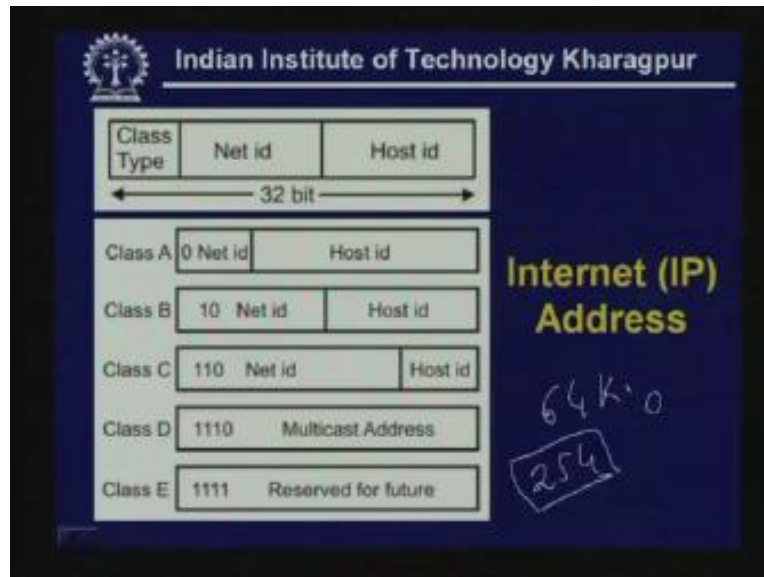 Indian Institute of Technology Kharagpur
Class Type
Net id
Host id
32 bit
Class A 0 Net id Host id
Class B 10 Net id Host id
Class C 110 Net id Host id
Class D 1110 Multicast Address
Class E 1111 Reserved for future
Internet (IP)
Address
64K
254